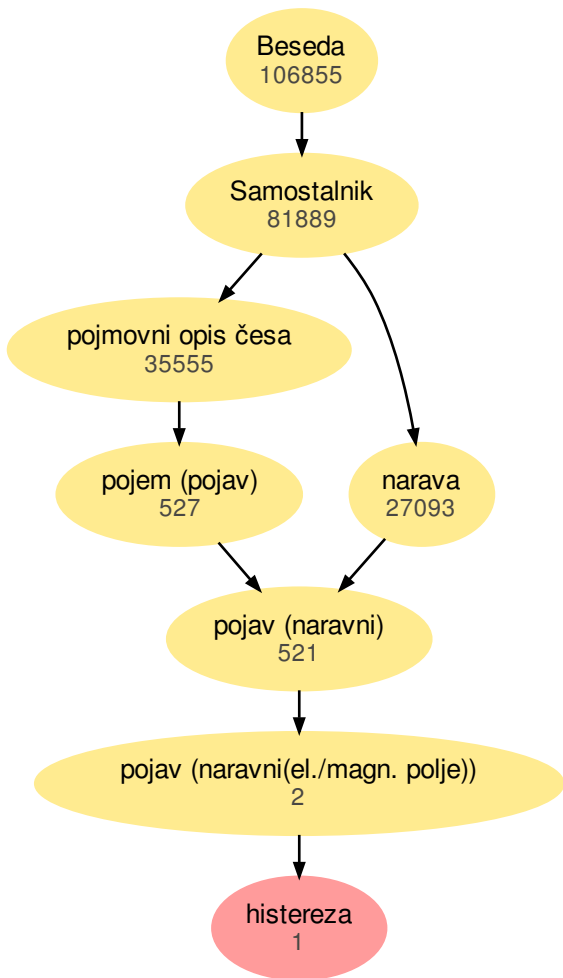 Beseda
106855
Samostalnik
81889
pojmovni opis česa
35555
pojem (pojav)
527
narava
27093
pojav (naravni)
521
pojav (naravni(el./magn. polje))
2
histereza
1